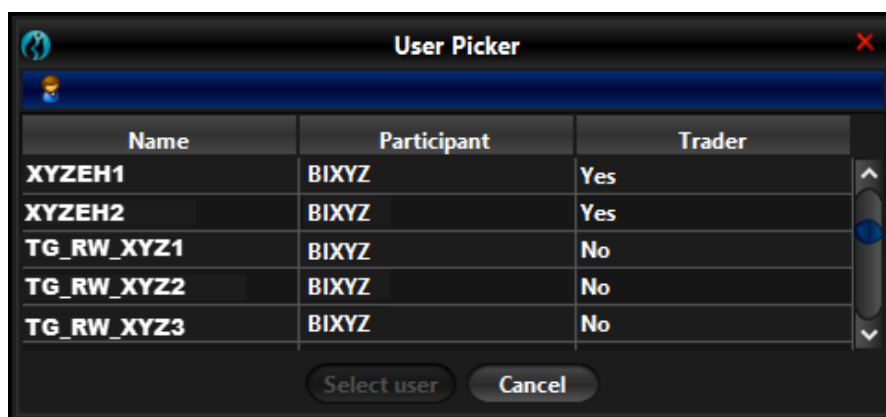 User Picker
Name Participant Trader
XYZEH1 BIXYZ Yes
XYZEH2 BIXYZ Yes
TG_RW_XYZ1 BIXYZ No
TG_RW_XYZ2 BIXYZ No
TG_RW_XYZ3 BIXYZ No
Select user Cancel